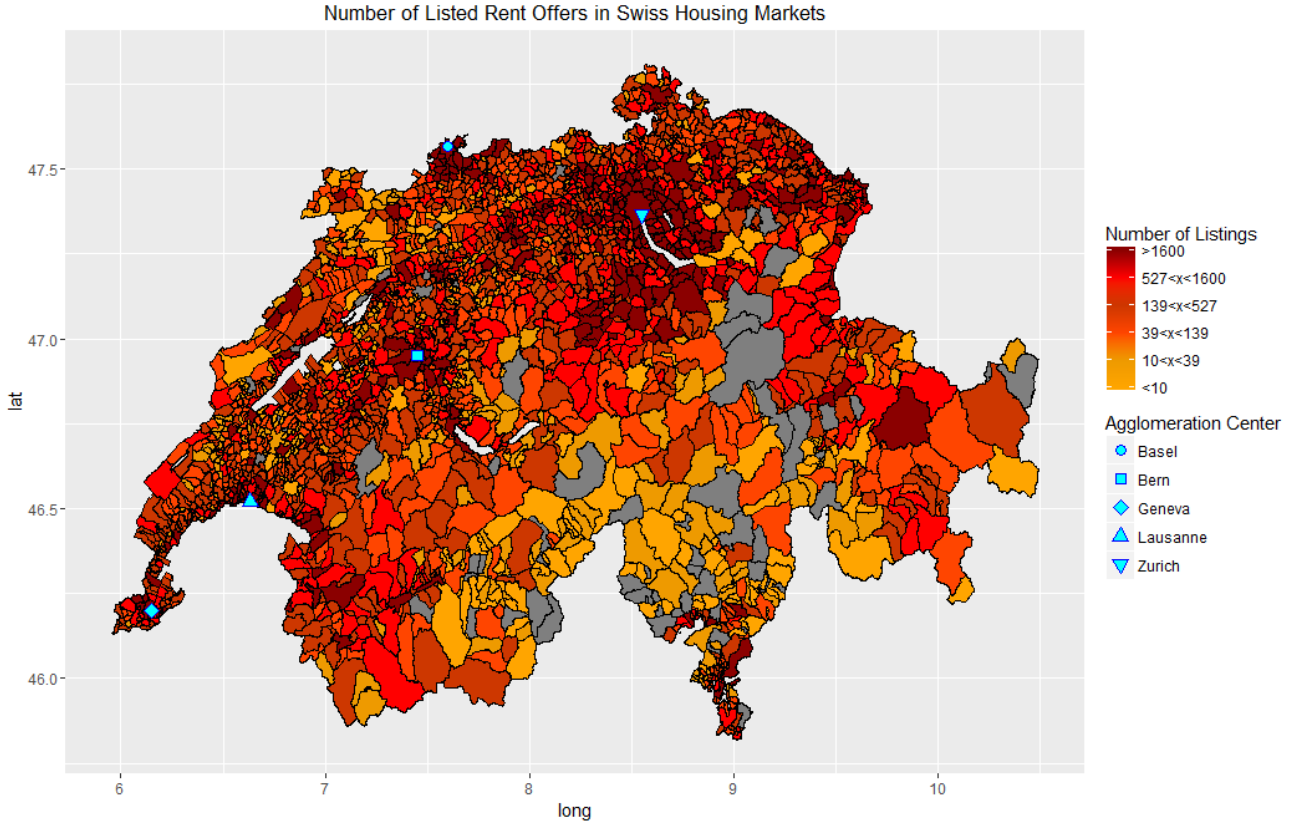 Number of Listed Rent Offers in Swiss Housing Markets
lat
47.5
47.0
46.5
46.0
6
7
8
9
10
long
Number of Listings
>1600
527<x<1600
139<x<527
39<x<139
10<x<39
<10
Agglomeration Center
Basel
Bern
Geneva
Lausanne
Zurich